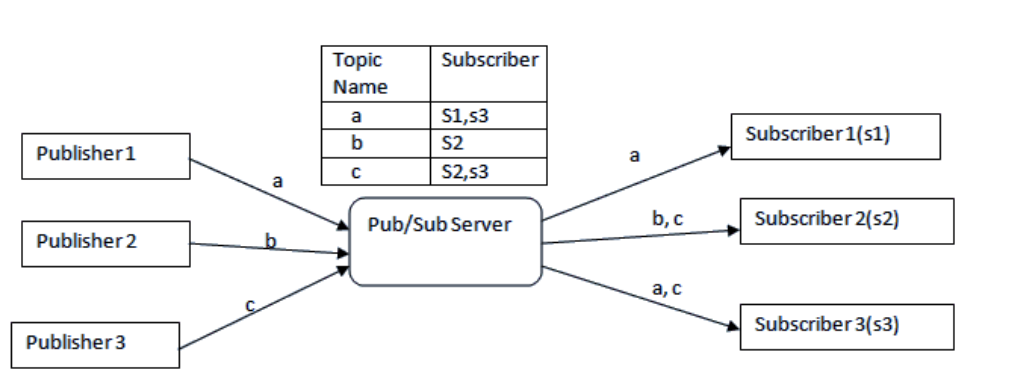 Topic Name
Subscriber
a
S1,s3
b
S2
c
S2,s3
Publisher 1
a
Publisher 2
b
Publisher 3
c
Pub/Sub Server
a
Subscriber 1(s1)
b, c
Subscriber 2(s2)
a, c
Subscriber 3(s3)